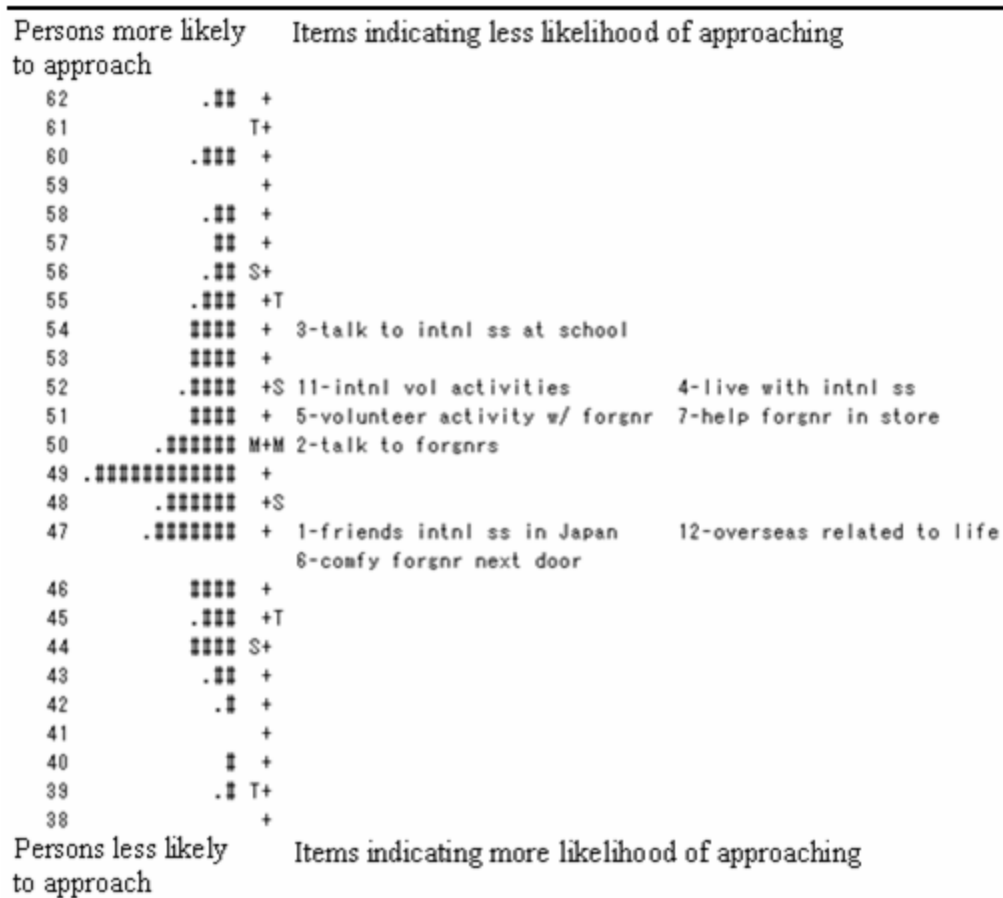 Persons more likely Items indicating less likelihood of approaching
to approach
62 .## +
61 T+
60 .### +
59 +
58 .## +
57 ## +
56 .## S+
55 .### +T
54 #### + 3-talk to intnl ss at school
53 #### +
52 .#### +S 11-intnl vol activities 4-live with intnl ss
51 #### + 5-volunteer activity w/ forgnr 7-help forgnr in store
50 .###### M+M 2-talk to forgnrs
49 .############ +
48 .###### +S
47 .####### + 1-friends intnl ss in Japan 12-overseas related to life
6-comfy forgnr next door
46 #### +
45 .### +T
44 #### S+
43 .## +
42 .# +
41 +
40 # +
39 .# T+
38 +
Persons less likely Items indicating more likelihood of approaching
to approach